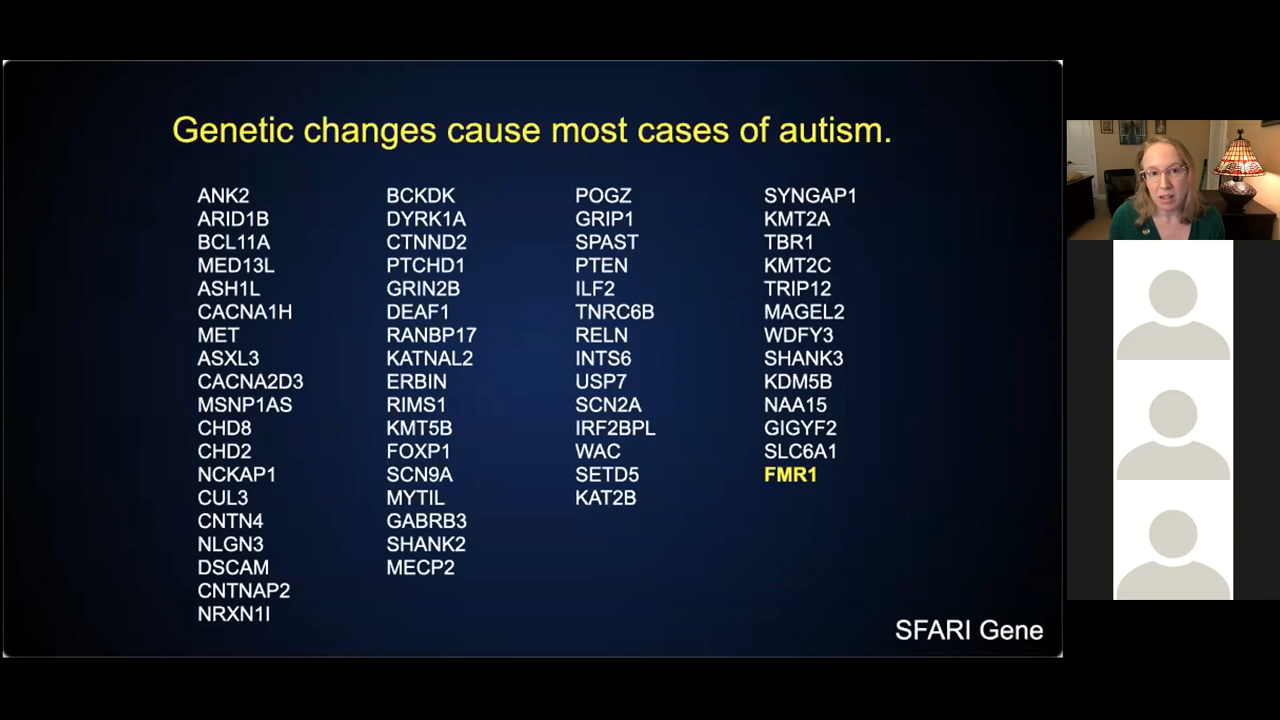 Genetic changes cause most cases of autism.
ANK2
ARID1B
BCL11A
MED13L
ASH1L
CACNA1H
MET
ASXL3
CACNA2D3
MSNP1AS
CHD8
CHD2
NCKAP1
CUL3
CNTN4
NLGN3
DSCAM
CNTNAP2
NRXN1I
BCKDK
DYRK1A
CTNND2
PTCHD1
GRIN2B
DEAF1
RANBP17
KATNAL2
ERBIN
RIMS1
KMT5B
FOXP1
SCN9A
MYTIL
GABRB3
SHANK2
MECP2
POGZ
GRIP1
SPAST
PTEN
ILF2
TNRC6B
RELN
INTS6
USP7
SCN2A
IRF2BPL
WAC
SETD5
KAT2B
SYNGAP1
KMT2A
TBR1
KMT2C
TRIP12
MAGEL2
WDFY3
SHANK3
KDM5B
NAA15
GIGYF2
SLC6A1
FMR1
SFARI Gene